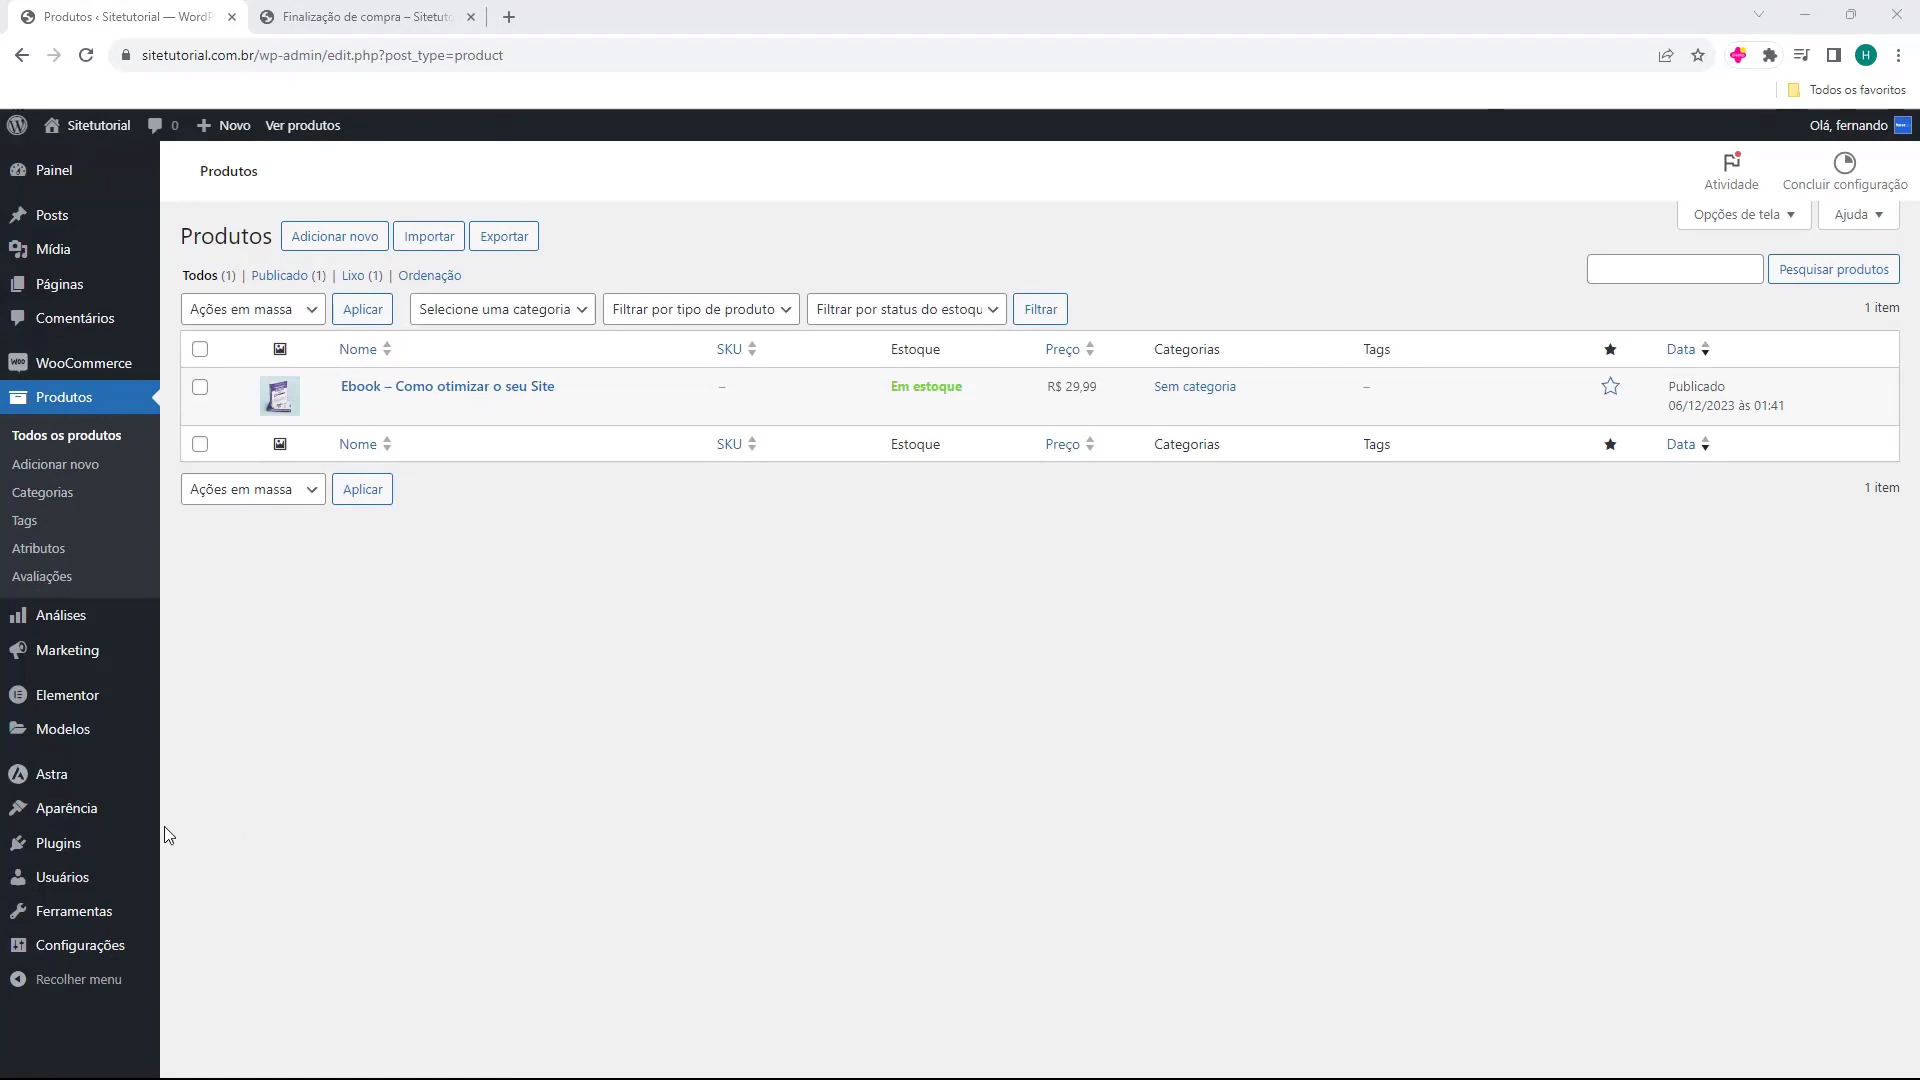 Produtos ‹ Sitetutorial — WordP
Finalização de compra – Sitetuto
sitetutorial.com.br/wp-admin/edit.php?post_type=product
H
Todos os favoritos
Sitetutorial
0
Novo
Ver produtos
Olá, fernando
Painel
Posts
Mídia
Páginas
Comentários
WooCommerce
Produtos
Todos os produtos
Adicionar novo
Categorias
Tags
Atributos
Avaliações
Análises
Marketing
Elementor
Modelos
Astra
Aparência
Plugins
Usuários
Ferramentas
Configurações
Recolher menu
Produtos
Atividade
Concluir configuração
Opções de tela
Ajuda
Produtos
Adicionar novo
Importar
Exportar
Todos (1) | Publicado (1) | Lixo (1) | Ordenação
Pesquisar produtos
Ações em massa
Aplicar
Selecione uma categoria
Filtrar por tipo de produto
Filtrar por status do estoqu
Filtrar
1 item
Nome SKU Estoque Preço Categorias Tags Data
Ebook – Como otimizar o seu Site – Em estoque R$ 29,99 Sem categoria – Publicado
06/12/2023 às 01:41
Nome SKU Estoque Preço Categorias Tags Data
Ações em massa
Aplicar
1 item